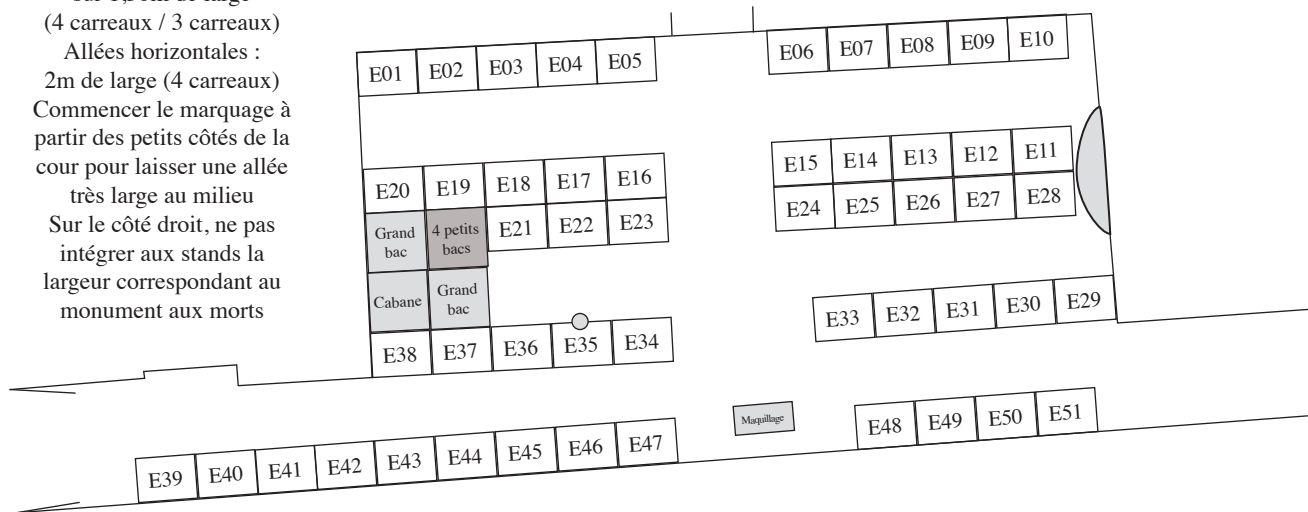 (4 carreaux / 3 carreaux)
Allées horizontales :
2m de large (4 carreaux)
Commencer le marquage à
partir des petits côtés de la
cour pour laisser une allée
très large au milieu
Sur le côté droit, ne pas
intégrer aux stands la
largeur correspondant au
monument aux morts
E01 E02 E03 E04 E05
E06 E07 E08 E09 E10
E20 E19 E18 E17 E16
E15 E14 E13 E12 E11
Grand
bac
4 petits
bacs
E21 E22 E23
E24 E25 E26 E27 E28
Cabane
Grand
bac
E33 E32 E31 E30 E29
E38 E37 E36 E35 E34
Maquillage
E48 E49 E50 E51
E39 E40 E41 E42 E43 E44 E45 E46 E47